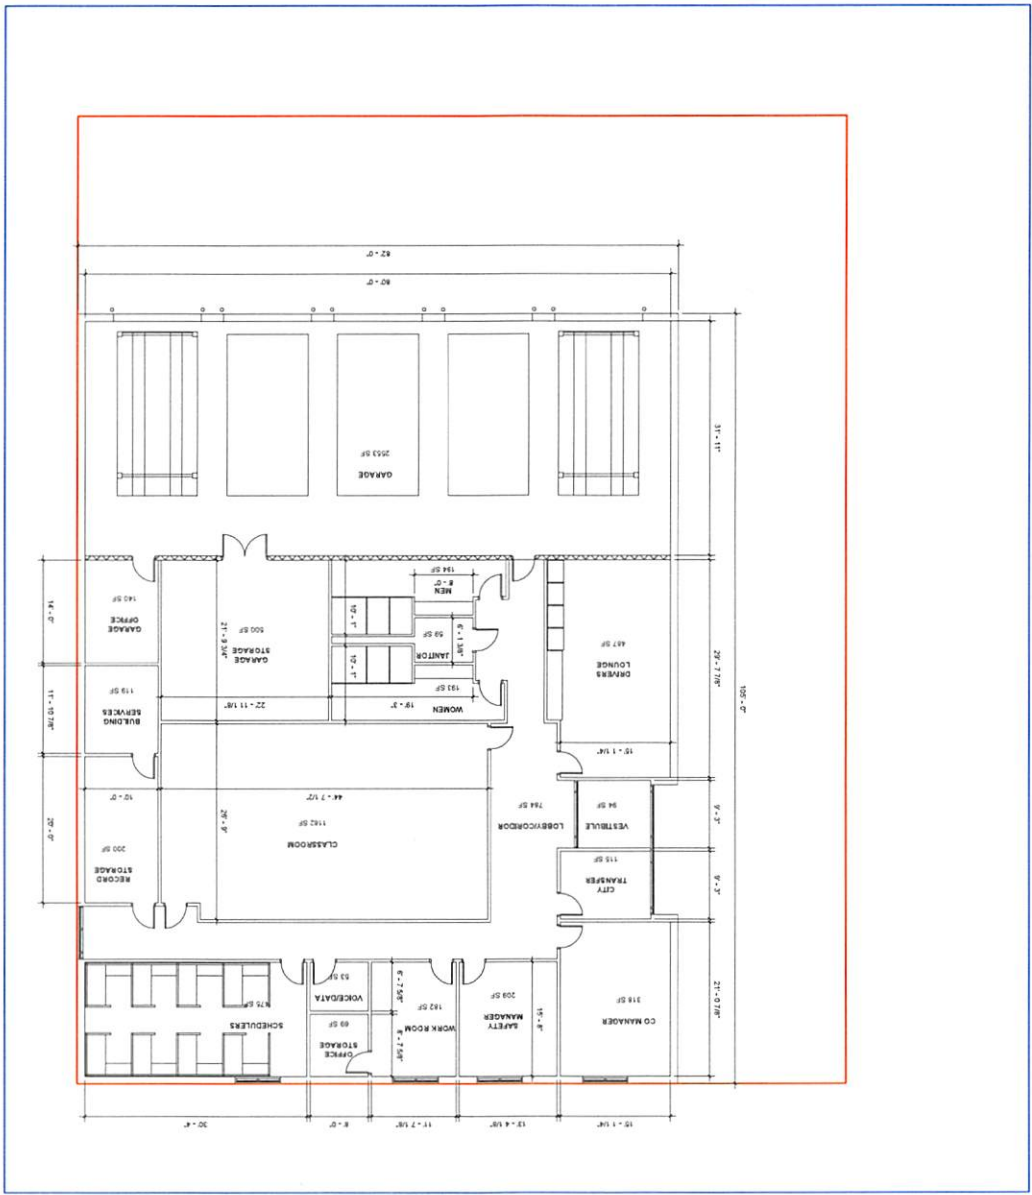 15' - 1 1/4"
13' - 4 1/8"
11' - 7 1/8"
8' - 0"
30' - 4"
CO MANAGER
318 SF
21' - 0 7/8"
SAFETY
MANAGER
209 SF
15' - 8"
WORK ROOM
182 SF
8' - 7 5/8"
6' - 7 5/8"
OFFICE
STORAGE
69 SF
VOICE/DATA
53 SF
SCHEDULERS
475 SF
CITY
TRANSFER
115 SF
9' - 3"
VESTIBULE
94 SF
9' - 3"
LOBBY/CORIDOR
784 SF
CLASSROOM
1182 SF
44' - 7 1/2"
26' - 9"
RECORD
STORAGE
200 SF
10' - 0"
20' - 0"
15' - 1 1/4"
DRIVERS
LOUNGE
487 SF
29' - 7 7/8"
105' - 0"
WOMEN
19' - 3"
193 SF
10' - 1"
JANITOR
59 SF
6' - 1 3/8"
MEN
8' - 0"
194 SF
10' - 1"
22' - 11 1/8"
GARAGE
STORAGE
500 SF
21' - 9 3/4"
BUILDING
SERVICES
119 SF
11' - 10 7/8"
GARAGE
OFFICE
140 SF
14' - 0"
GARAGE
2553 SF
31' - 11"
80' - 0"
82' - 0"